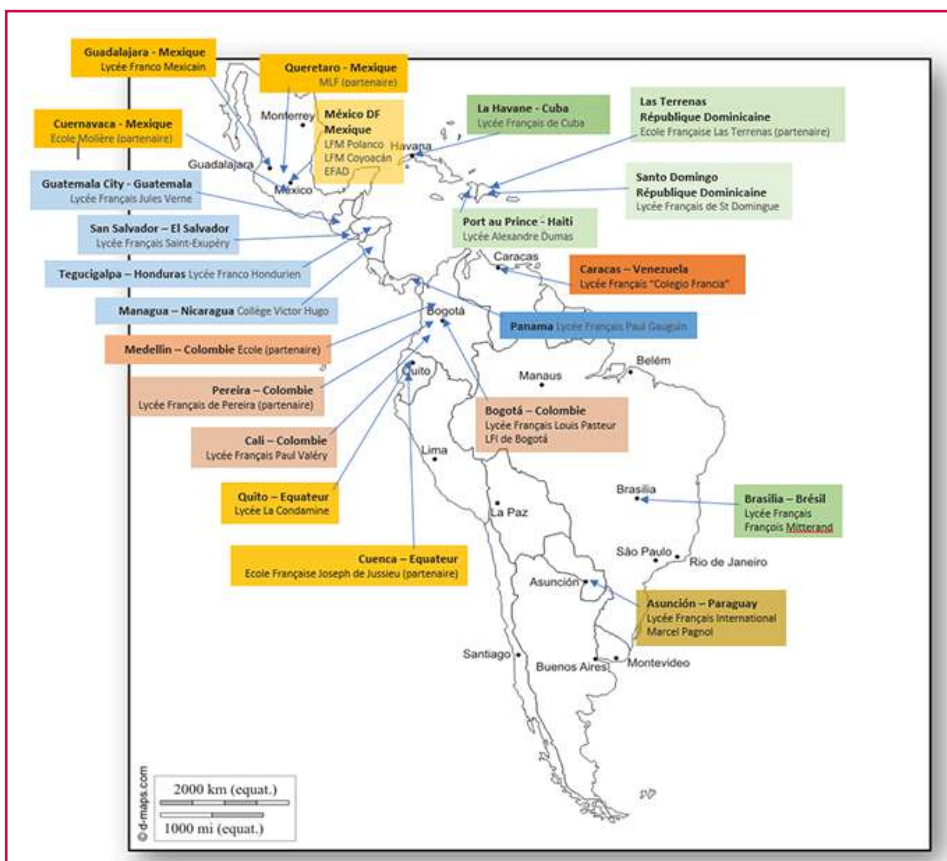 Guadalajara - Mexique
Lycée Franco Mexicain
Queretaro - Mexique
MLF (partenaire)
Cuernavaca - Mexique
Ecole Molière (partenaire)
Monterrey
México DF
Mexique
LFM Polanco
LFM Coyoacán
EFAD
La Havane - Cuba
Lycée Français de Cuba
Havana
Las Terrenas
République Dominicaine
Ecole Française Las Terrenas (partenaire)
Guadalajara
México
Guatemala City - Guatemala
Lycée Français Jules Verne
Santo Domingo
République Dominicaine
Lycée Français de St Domingue
San Salvador – El Salvador
Lycée Français Saint-Exupéry
Port au Prince - Haiti
Lycée Alexandre Dumas
Tegucigalpa – Honduras Lycée Franco Hondurien
Caracas
Caracas – Venezuela
Lycée Français "Colegio Francia"
Managua – Nicaragua Collège Victor Hugo
Bogotá
Panama Lycée Français Paul Gauguin
Medellin – Colombie Ecole (partenaire)
Quito
Belém
Manaus
Pereira – Colombie
Lycée Français de Pereira (partenaire)
Bogotá – Colombie
Lycée Français Louis Pasteur
LFI de Bogotá
Cali – Colombie
Lycée Français Paul Valéry
Lima
Quito – Equateur
Lycée La Condamine
La Paz
Brasilia
Brasilia – Brésil
Lycée Français
François Mitterand
Cuenca – Equateur
Ecole Française Joseph de Jussieu (partenaire)
São Paulo
Rio de Janeiro
Asunción
Asunción – Paraguay
Lycée Français International
Marcel Pagnol
Santiago
Buenos Aires
Montevideo
2000 km (equat.)
1000 mi (equat.)
© d-maps.com